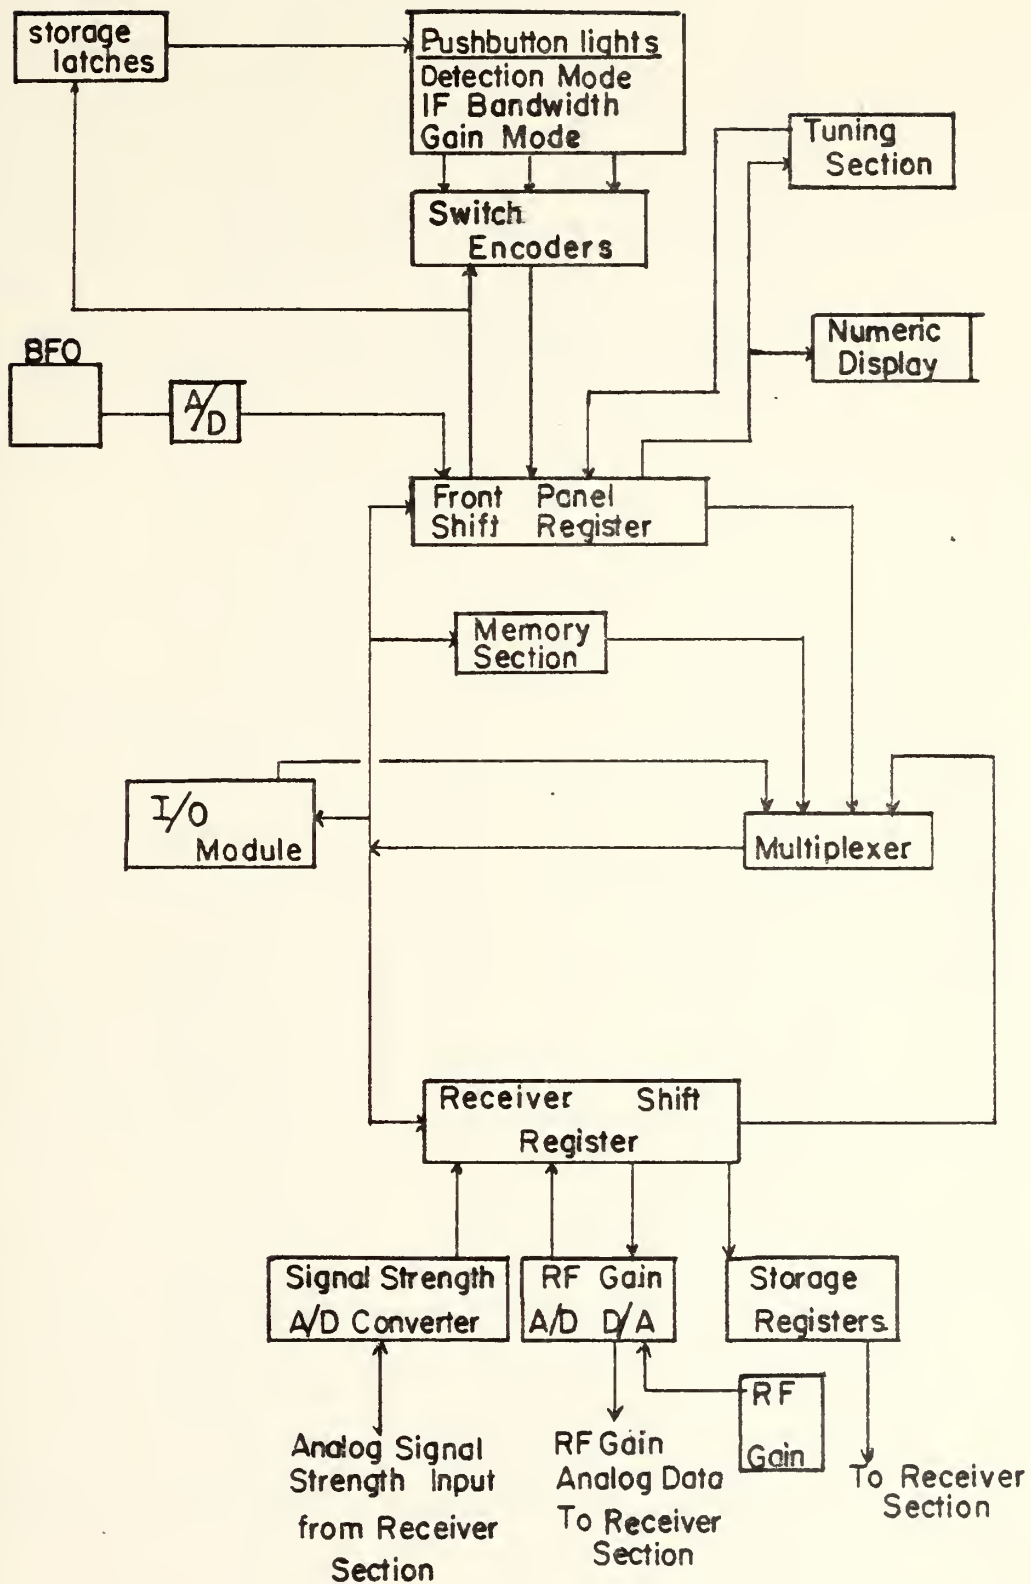 storage
latches
Pushbutton lights
Detection Mode
IF Bandwidth
Gain Mode
Tuning
Section
Switch
Encoders
Numeric
Display
BFO
A/D
Front Panel
Shift Register
Memory
Section
I/O
Module
Multiplexer
Receiver Shift
Register
Signal Strength
A/D Converter
RF Gain
A/D D/A
Storage
Registers
RF
Gain
Analog Signal
Strength Input
from Receiver
Section
RF Gain
Analog Data
To Receiver
Section
To Receiver
Section